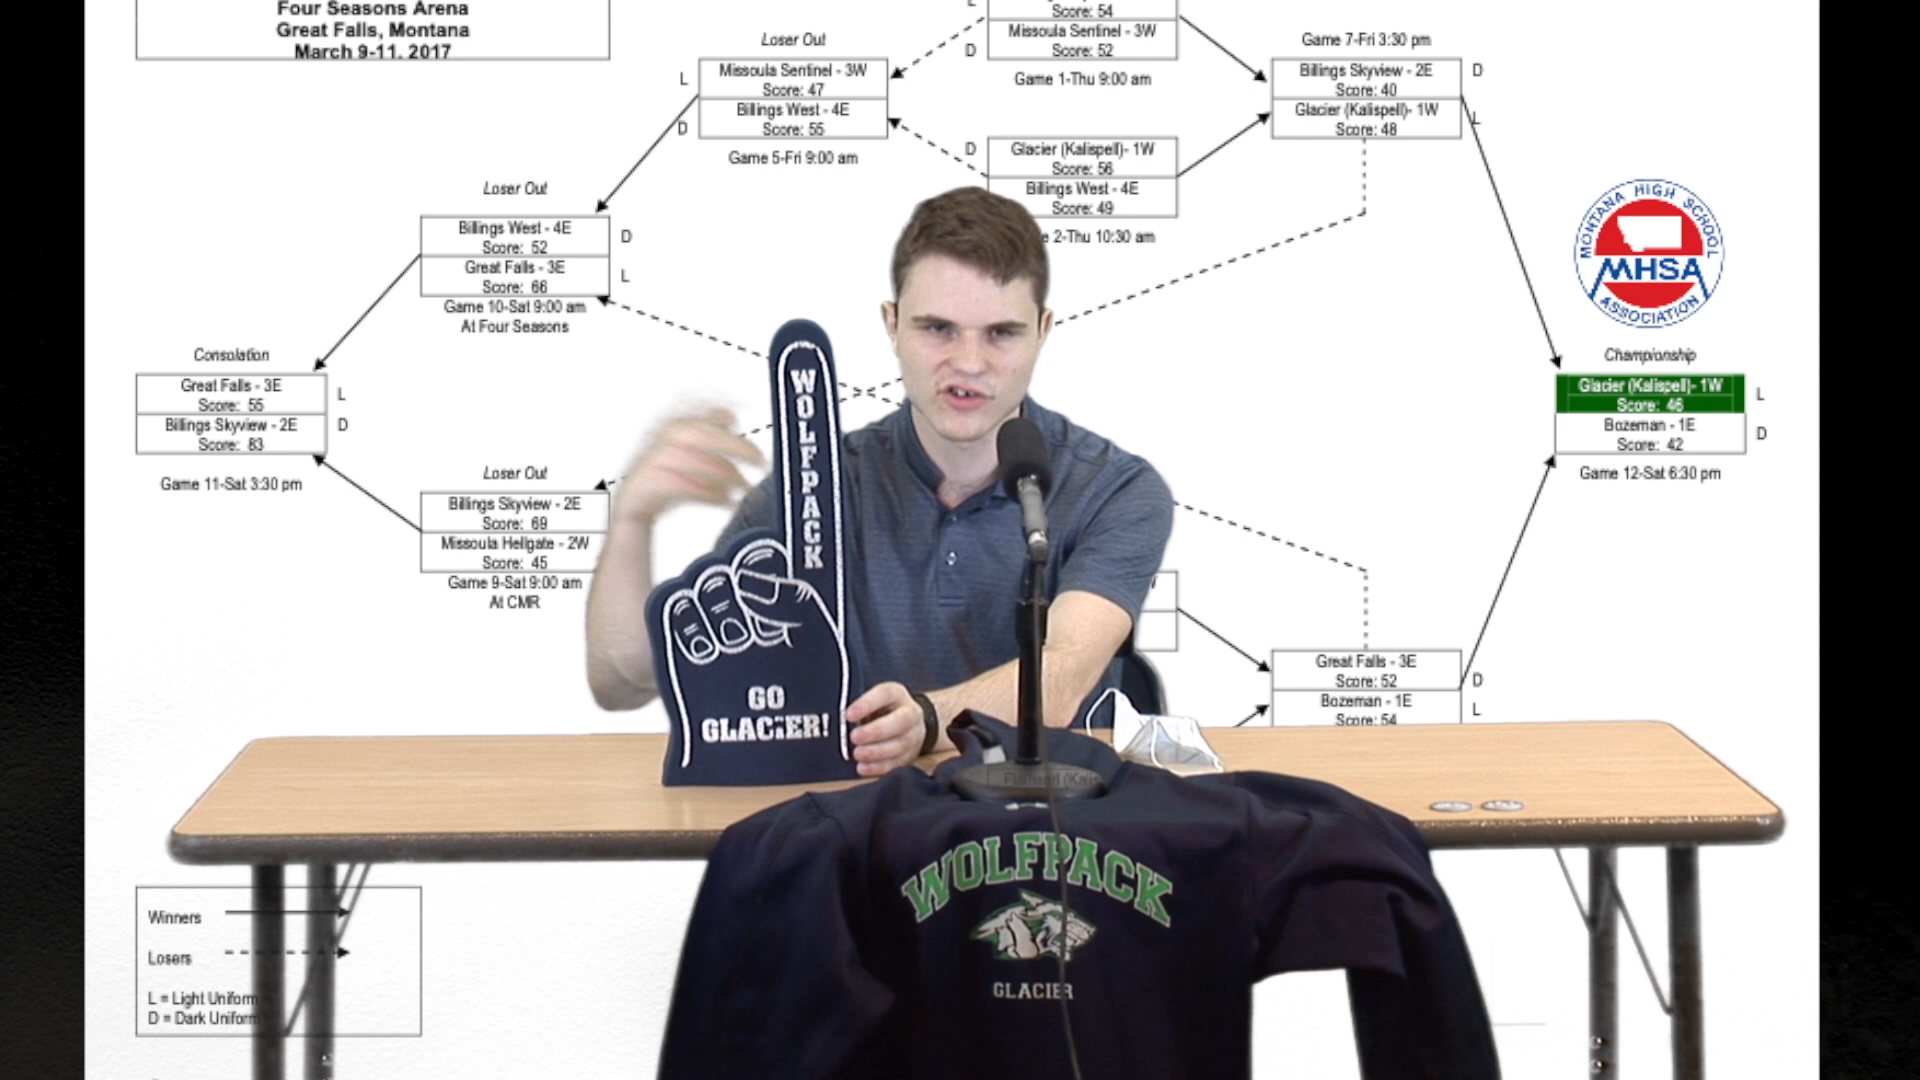 Four Seasons Arena
Great Falls, Montana
March 9-11. 2017
Loser Out
L
Missoula Sentinel - 3W
Score: 47
D
Billings West - 4E
Score: 55
Game 5-Fri 9:00 am
Score: 54
D
Missoula Sentinel - 3W
Score: 52
Game 1-Thu 9:00 am
D
Glacier (Kalispell)- 1W
Score: 56
Billings West - 4E
Score: 49
2-Thu 10:30 am
Game 7-Fri 3:30 pm
Billings Skyview - 2E
D
Score: 40
Glacier (Kalispell)- 1W
L
Score: 48
Loser Out
Billings West - 4E
D
Score: 52
Great Falls - 3E
L
Score: 66
Game 10-Sat 9:00 am
At Four Seasons
Consolation
Great Falls - 3E
L
Score: 55
Billings Skyview - 2E
D
Score: 83
Game 11-Sat 3:30 pm
Loser Out
Billings Skyview - 2E
Score: 69
Missoula Hellgate - 2W
Score: 45
Game 9-Sat 9:00 am
At CMR
MONTANA HIGH SCHOOL
MHSA
ASSOCIATION
Championship
Glacier (Kalispell)- 1W
L
Score: 46
Bozeman - 1E
D
Score: 42
Game 12-Sat 6:30 pm
Great Falls - 3E
D
Score: 52
Bozeman - 1E
L
Score: 54
WOLFPACK
GO
GLACIER!
WOLFPACK
GLACIER
Winners
Losers
L = Light Uniform
D = Dark Uniform